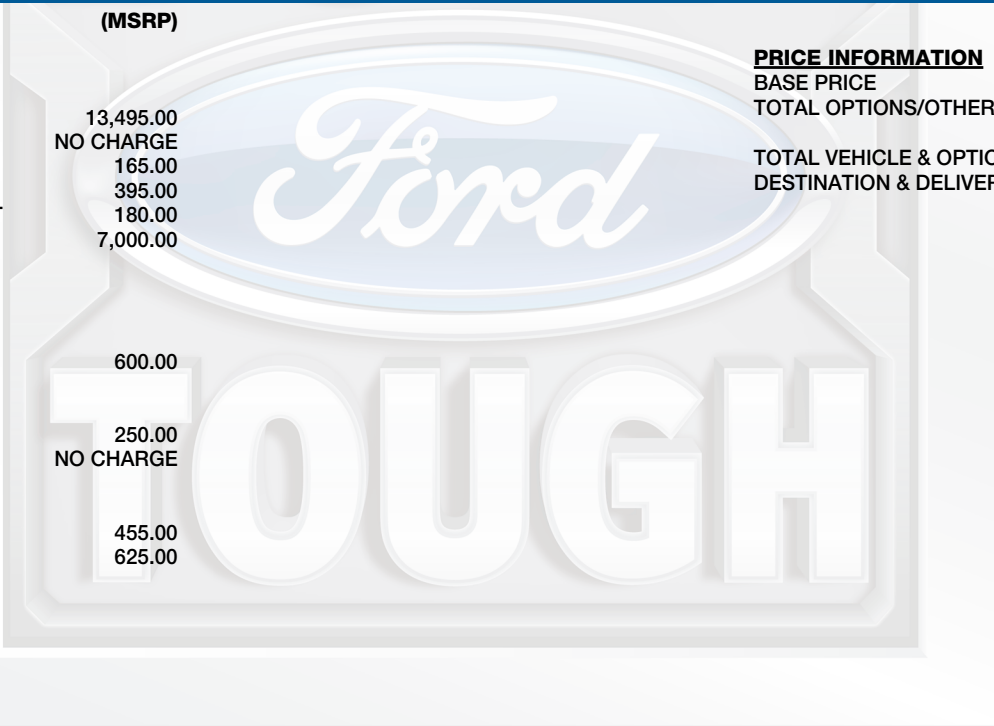 (MSRP)
13,495.00
NO CHARGE
165.00
395.00
180.00
7,000.00
600.00
250.00
NO CHARGE
455.00
625.00
PRICE INFORMATION
BASE PRICE
TOTAL OPTIONS/OTHER
TOTAL VEHICLE & OPTIO
DESTINATION & DELIVER
Ford
TOUGH